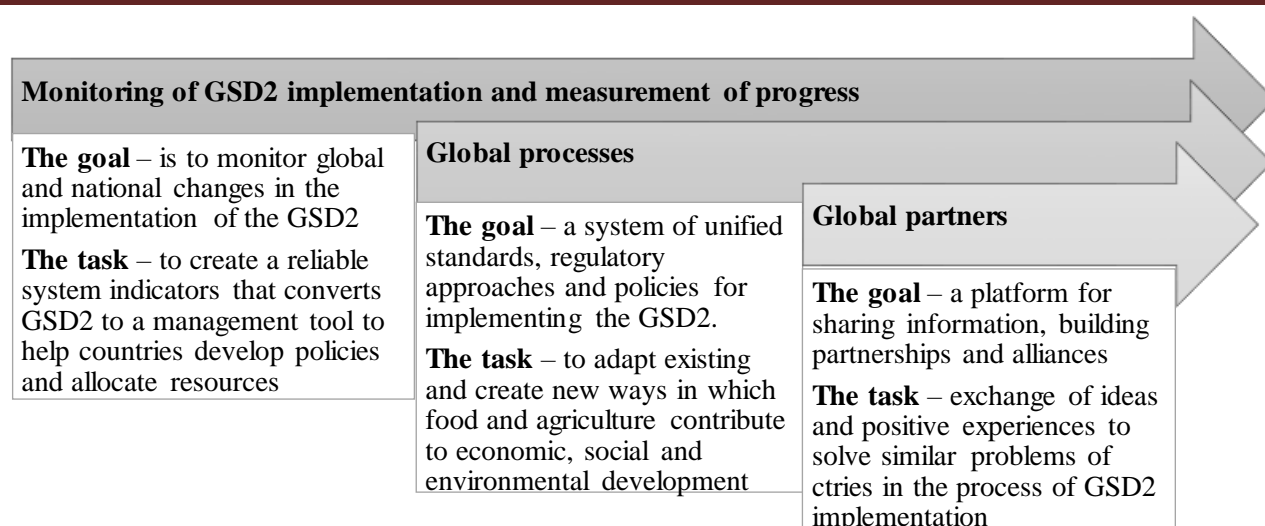 Monitoring of GSD2 implementation and measurement of progress
The goal – is to monitor global
and national changes in the
implementation of the GSD2
The task – to create a reliable
system indicators that converts
GSD2 to a management tool to
help countries develop policies
and allocate resources
Global processes
The goal – a system of unified
standards, regulatory
approaches and policies for
implementing the GSD2.
The task – to adapt existing
and create new ways in which
food and agriculture contribute
to economic, social and
environmental development
Global partners
The goal – a platform for
sharing information, building
partnerships and alliances
The task – exchange of ideas
and positive experiences to
solve similar problems of
ctries in the process of GSD2
implementation